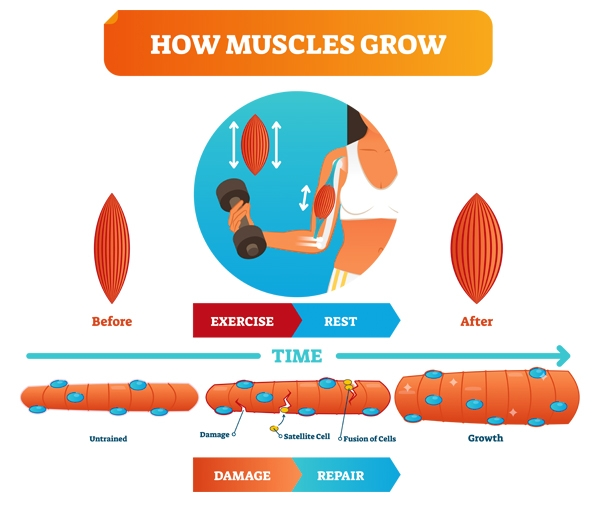 HOW MUSCLES GROW
Before
EXERCISE
REST
After
TIME
Untrained
Damage
Satellite Cell
Fusion of Cells
Growth
DAMAGE
REPAIR